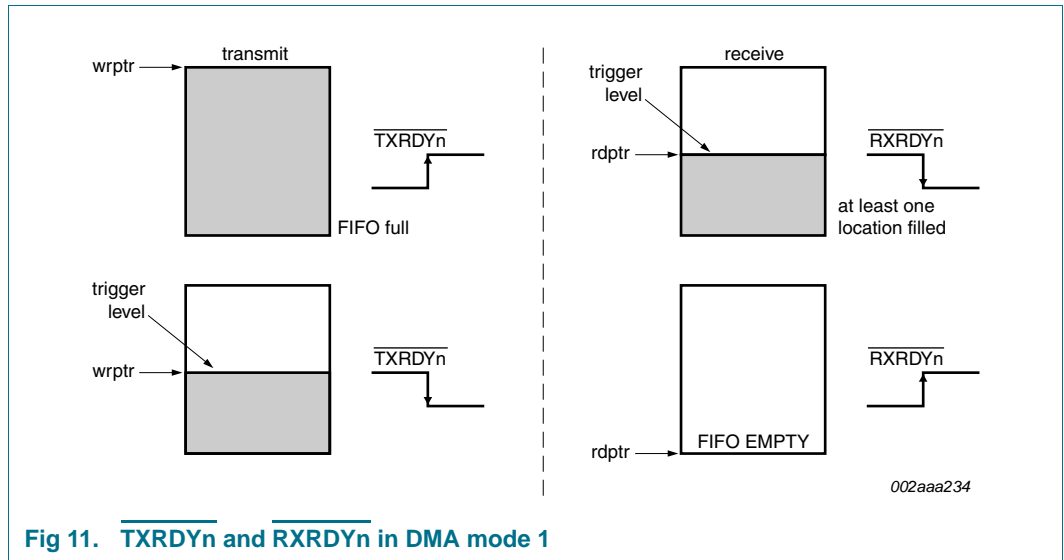 transmit
wrptr
TXRDYn
FIFO full
trigger
level
wrptr
TXRDYn
receive
trigger
level
rdptr
RXRDYn
at least one
location filled
RXRDYn
FIFO EMPTY
rdptr
002aaa234
Fig 11. TXRDYn and RXRDYn in DMA mode 1